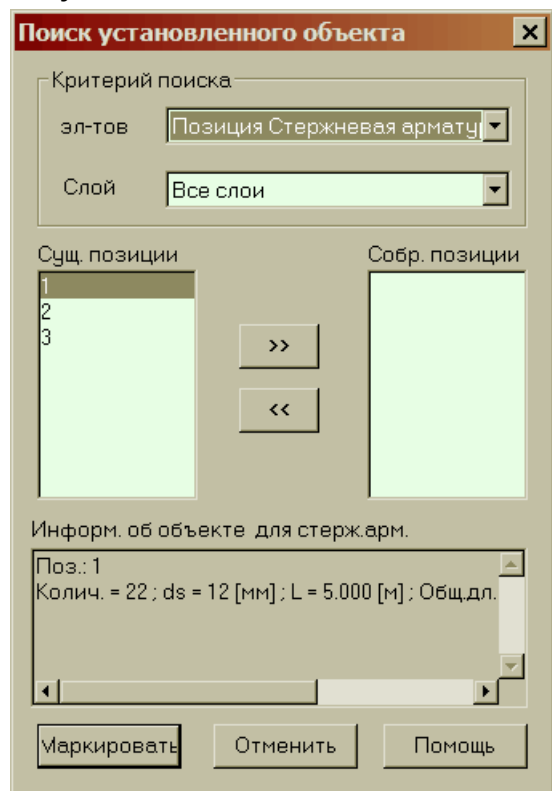 Поиск установленного объекта
Критерий поиска
эл-тов Позиция Стержневая армату
Слой Все слои
Сущ. позиции Собр. позиции
1
2
3
>>
<<
Информ. об объекте для стерж.арм.
Поз.: 1
Колич. = 22 ; ds = 12 [мм] ; L = 5.000 [м] ; Общ.дл.
Маркировать Отменить Помощь